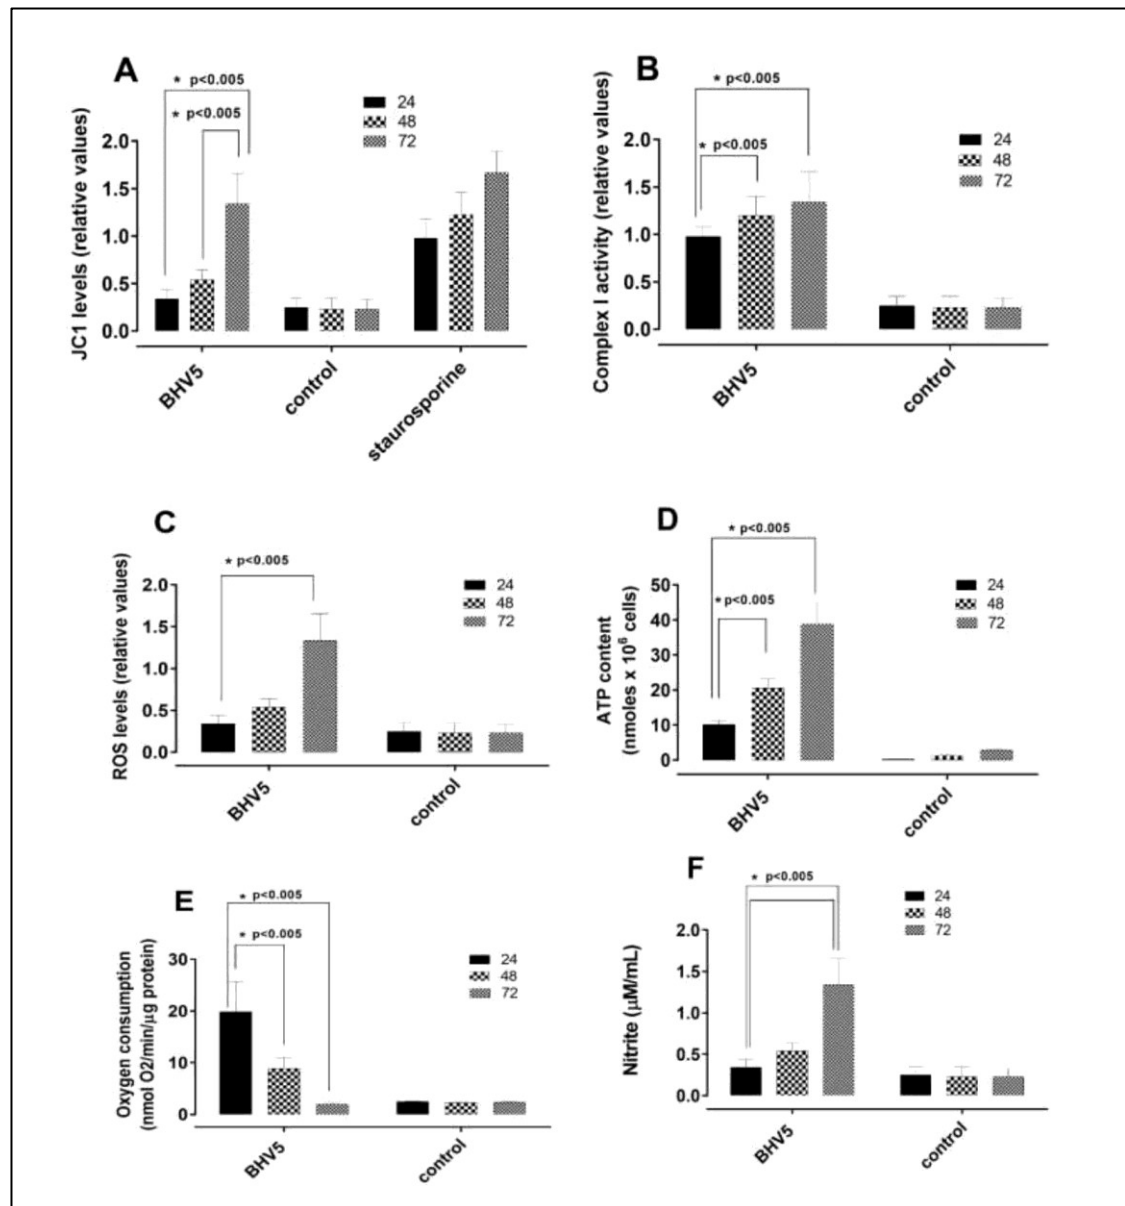 A
* p<0.005
* p<0.005
24
48
72
JC1 levels (relative values)
2.0
1.5
1.0
0.5
0.0
BHV5
control
staurosporine
B
* p<0.005
* p<0.005
24
48
72
Complex I activity (relative values)
2.0
1.5
1.0
0.5
0.0
BHV5
control
C
* p<0.005
24
48
72
ROS levels (relative values)
2.0
1.5
1.0
0.5
0.0
BHV5
control
D
* p<0.005
* p<0.005
24
48
72
ATP content
(nmoles x 10⁶ cells)
50
40
30
20
10
0
BHV5
control
E
* p<0.005
* p<0.005
24
48
72
Oxygen consumption
(nmol O2/min/µg protein)
30
20
10
0
BHV5
control
F
* p<0.005
24
48
72
Nitrite (µM/mL)
2.0
1.5
1.0
0.5
0.0
BHV5
control